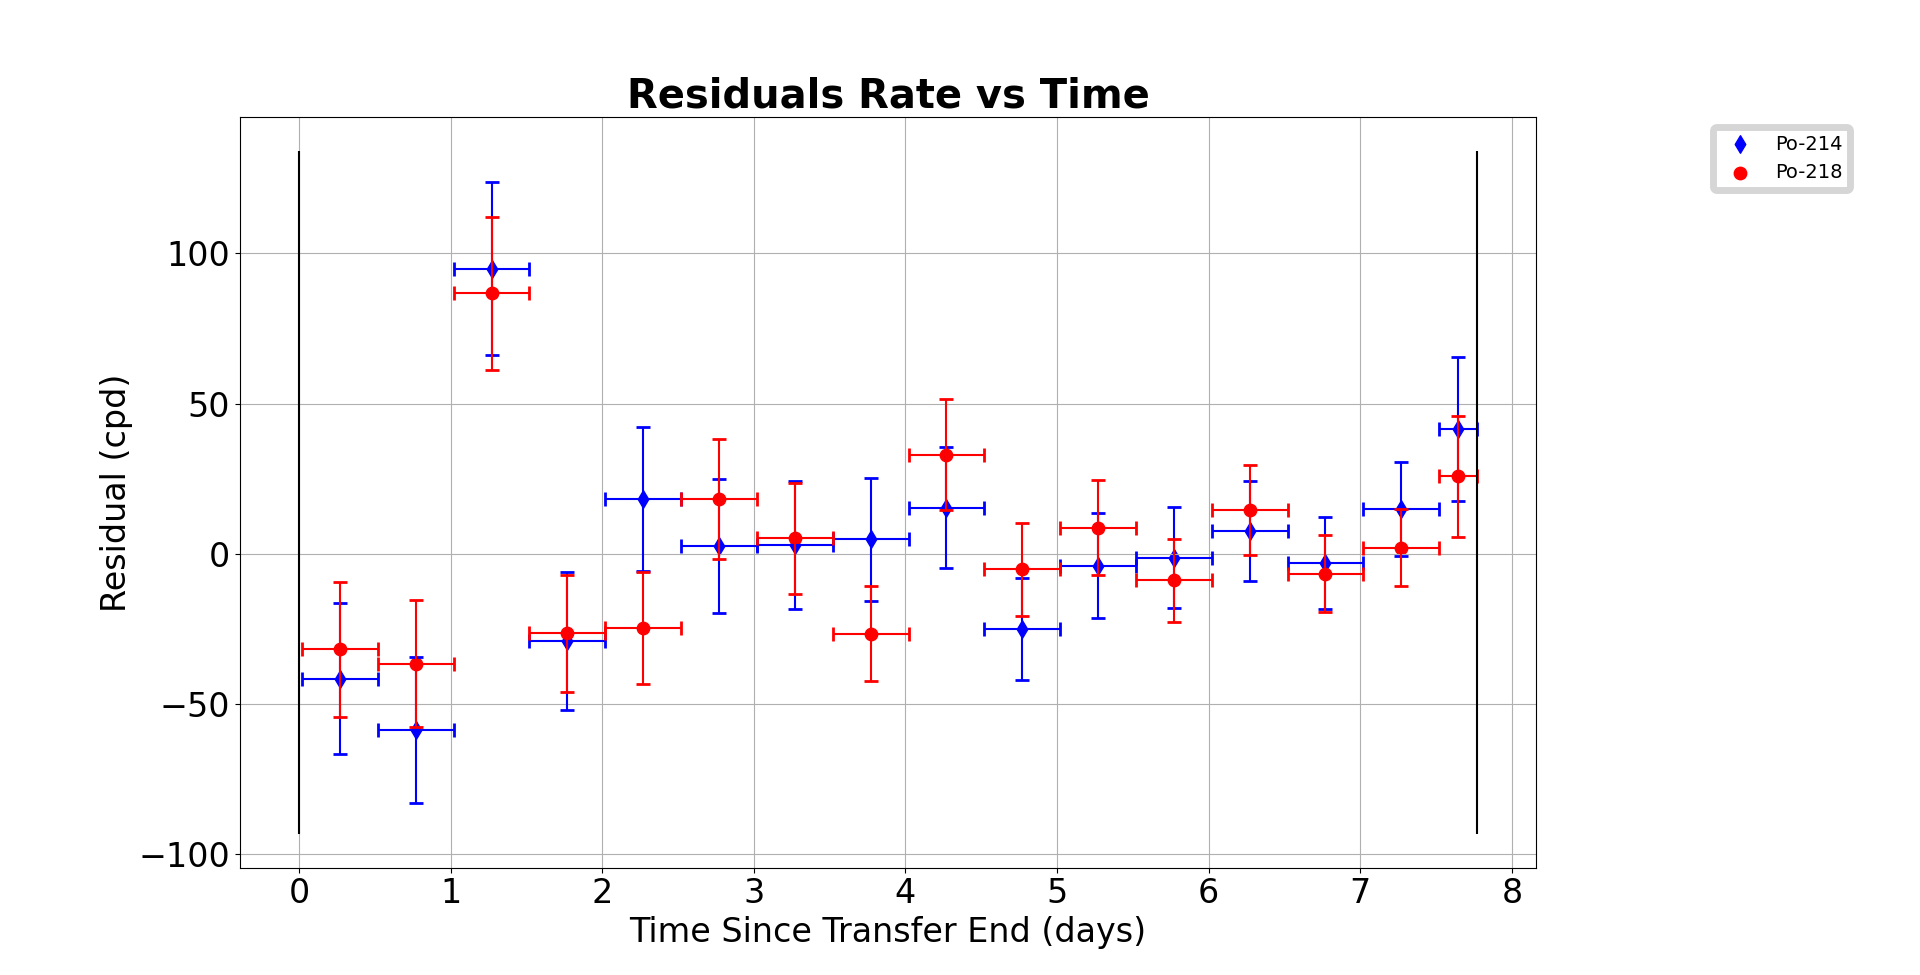 Residuals Rate vs Time
Po-214
Po-218
100
50
0
−50
−100
Residual (cpd)
0 1 2 3 4 5 6 7 8
Time Since Transfer End (days)